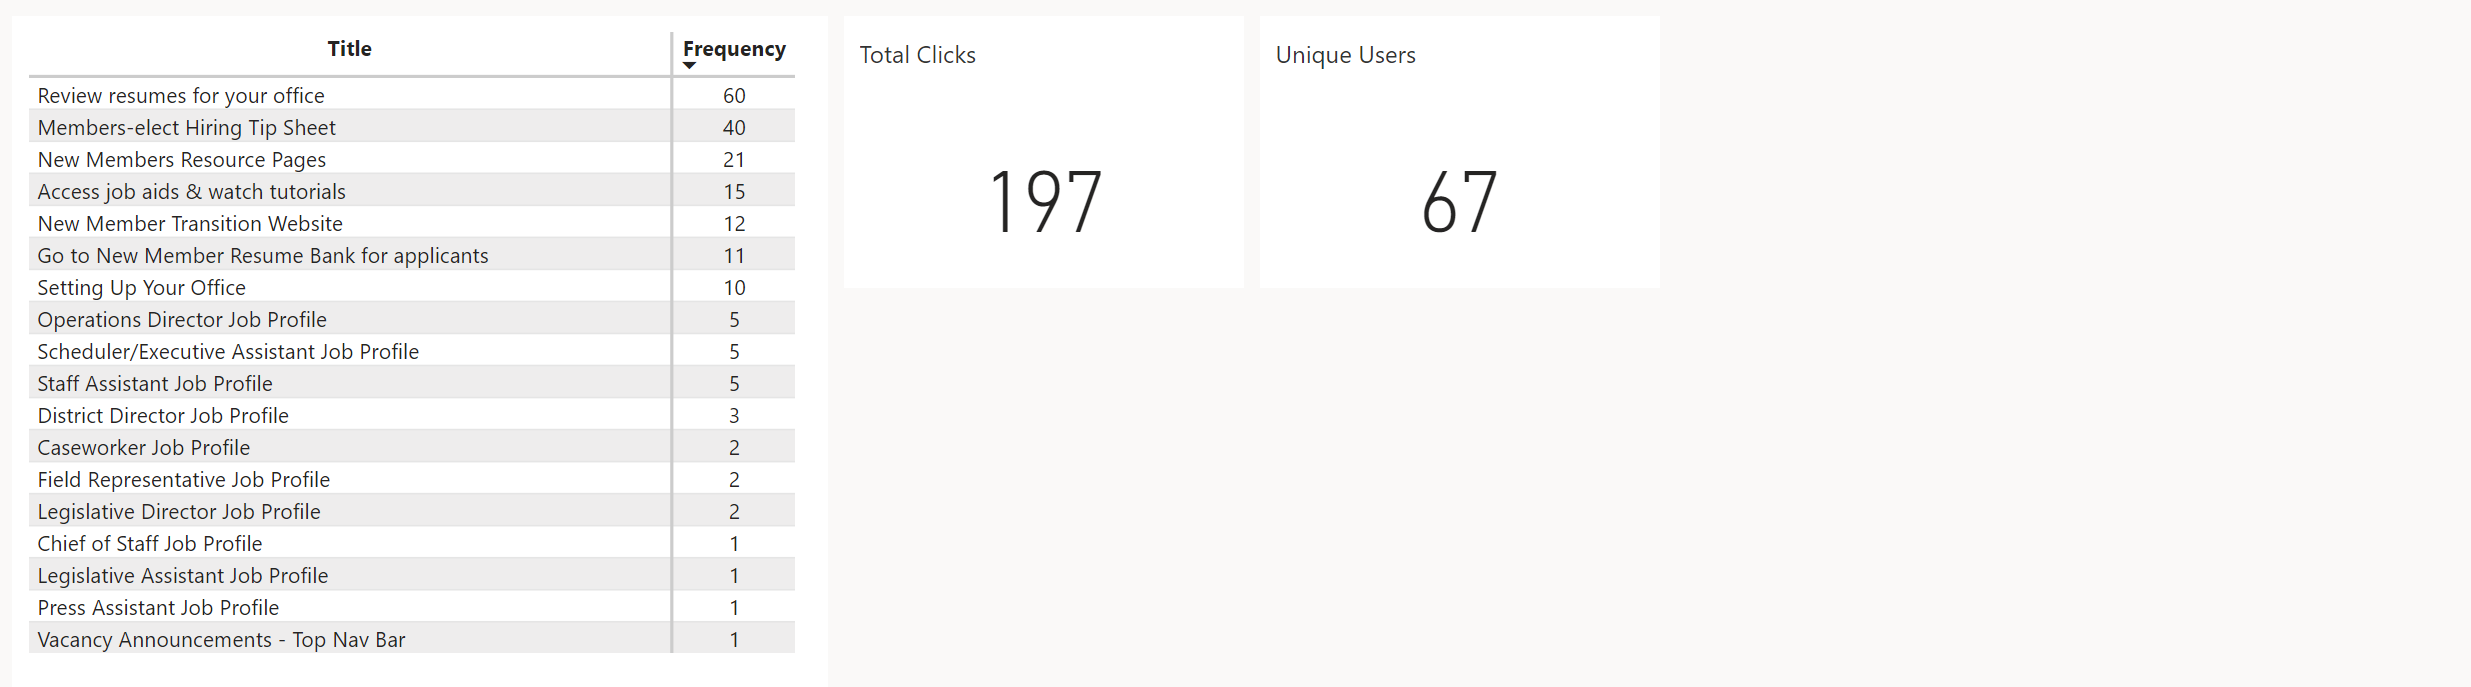 Title Frequency
Review resumes for your office 60
Members-elect Hiring Tip Sheet 40
New Members Resource Pages 21
Access job aids & watch tutorials 15
New Member Transition Website 12
Go to New Member Resume Bank for applicants 11
Setting Up Your Office 10
Operations Director Job Profile 5
Scheduler/Executive Assistant Job Profile 5
Staff Assistant Job Profile 5
District Director Job Profile 3
Caseworker Job Profile 2
Field Representative Job Profile 2
Legislative Director Job Profile 2
Chief of Staff Job Profile 1
Legislative Assistant Job Profile 1
Press Assistant Job Profile 1
Vacancy Announcements - Top Nav Bar 1
Total Clicks
197
Unique Users
67